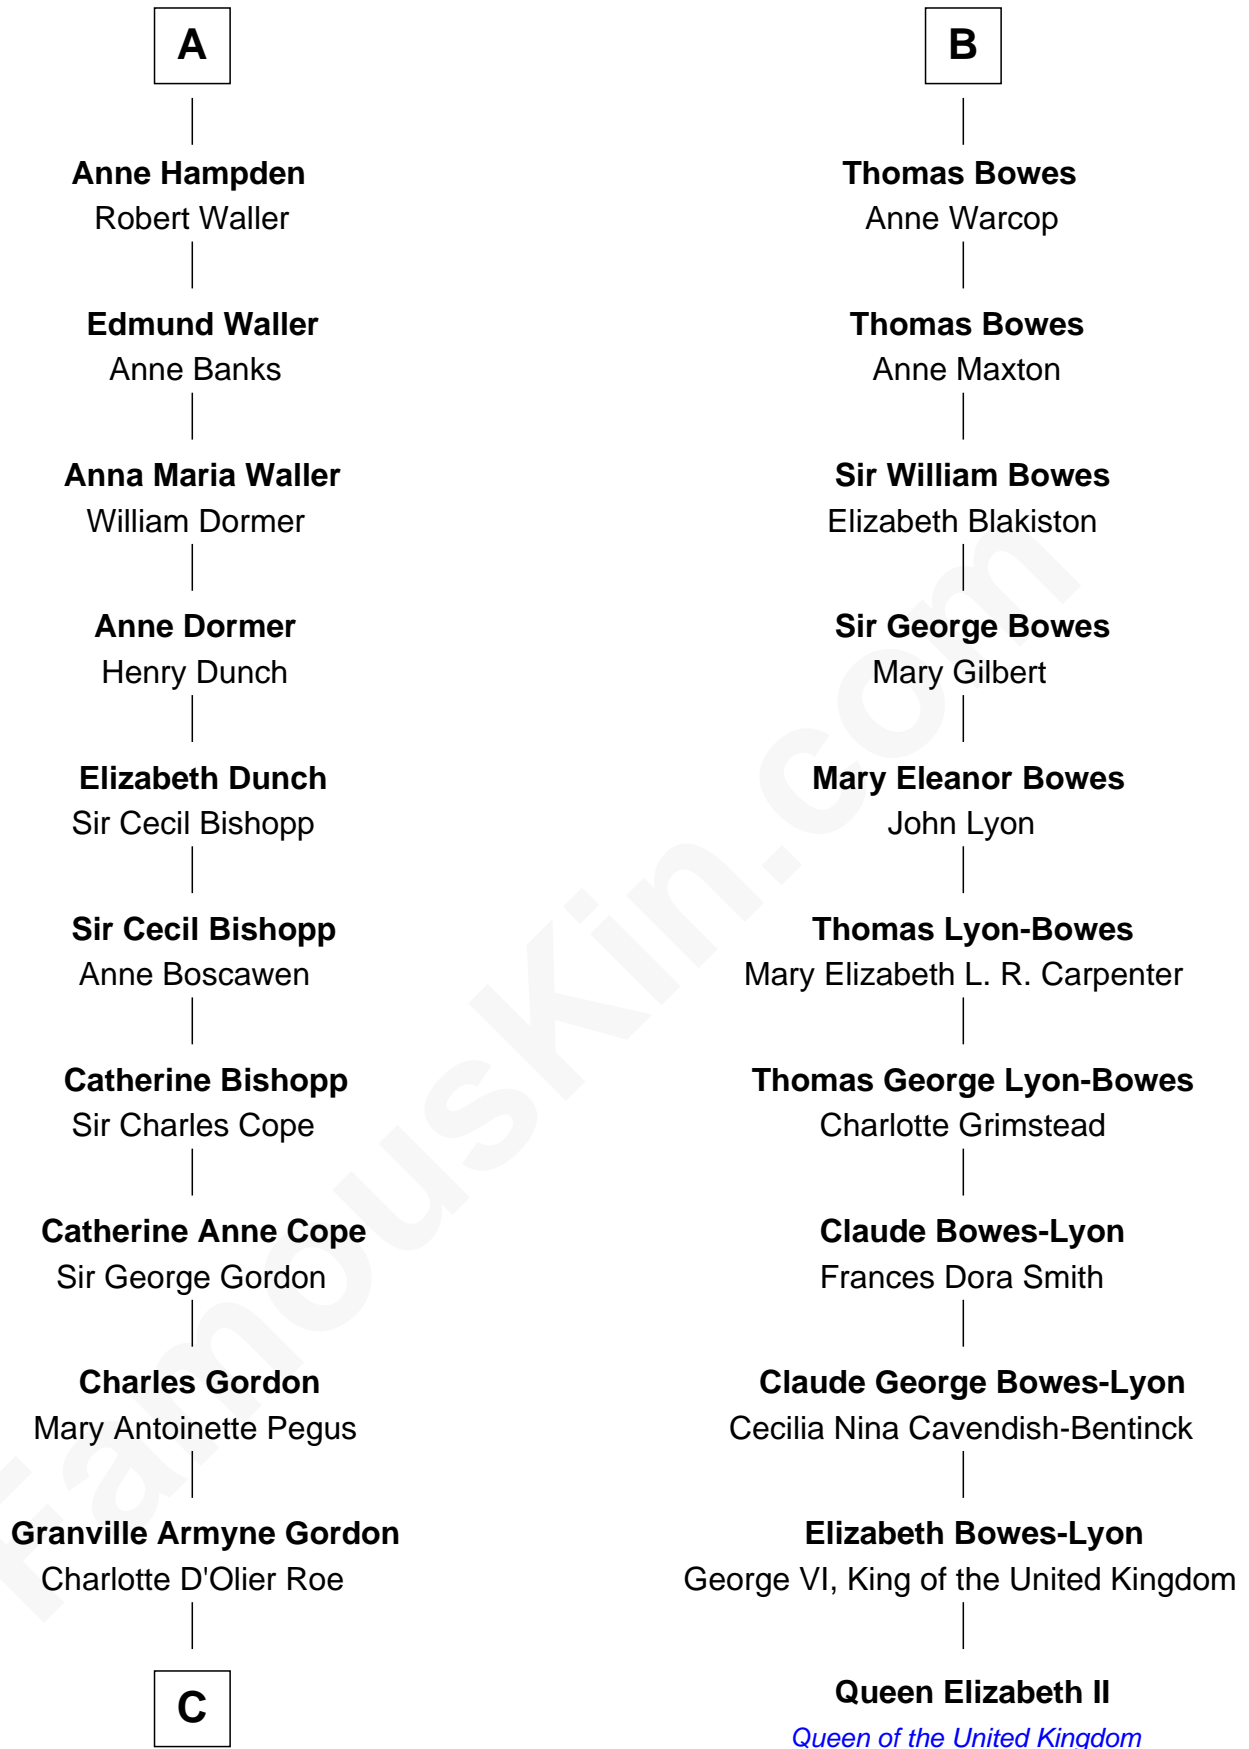 A
Anne Hampden
Robert Waller
Edmund Waller
Anne Banks
Anna Maria Waller
William Dormer
Anne Dormer
Henry Dunch
Elizabeth Dunch
Sir Cecil Bishopp
Sir Cecil Bishopp
Anne Boscawen
Catherine Bishopp
Sir Charles Cope
Catherine Anne Cope
Sir George Gordon
Charles Gordon
Mary Antoinette Pegus
Granville Armyne Gordon
Charlotte D'Olier Roe
C
B
Thomas Bowes
Anne Warcop
Thomas Bowes
Anne Maxton
Sir William Bowes
Elizabeth Blakiston
Sir George Bowes
Mary Gilbert
Mary Eleanor Bowes
John Lyon
Thomas Lyon-Bowes
Mary Elizabeth L. R. Carpenter
Thomas George Lyon-Bowes
Charlotte Grimstead
Claude Bowes-Lyon
Frances Dora Smith
Claude George Bowes-Lyon
Cecilia Nina Cavendish-Bentinck
Elizabeth Bowes-Lyon
George VI, King of the United Kingdom
Queen Elizabeth II
Queen of the United Kingdom
FamousKin.com